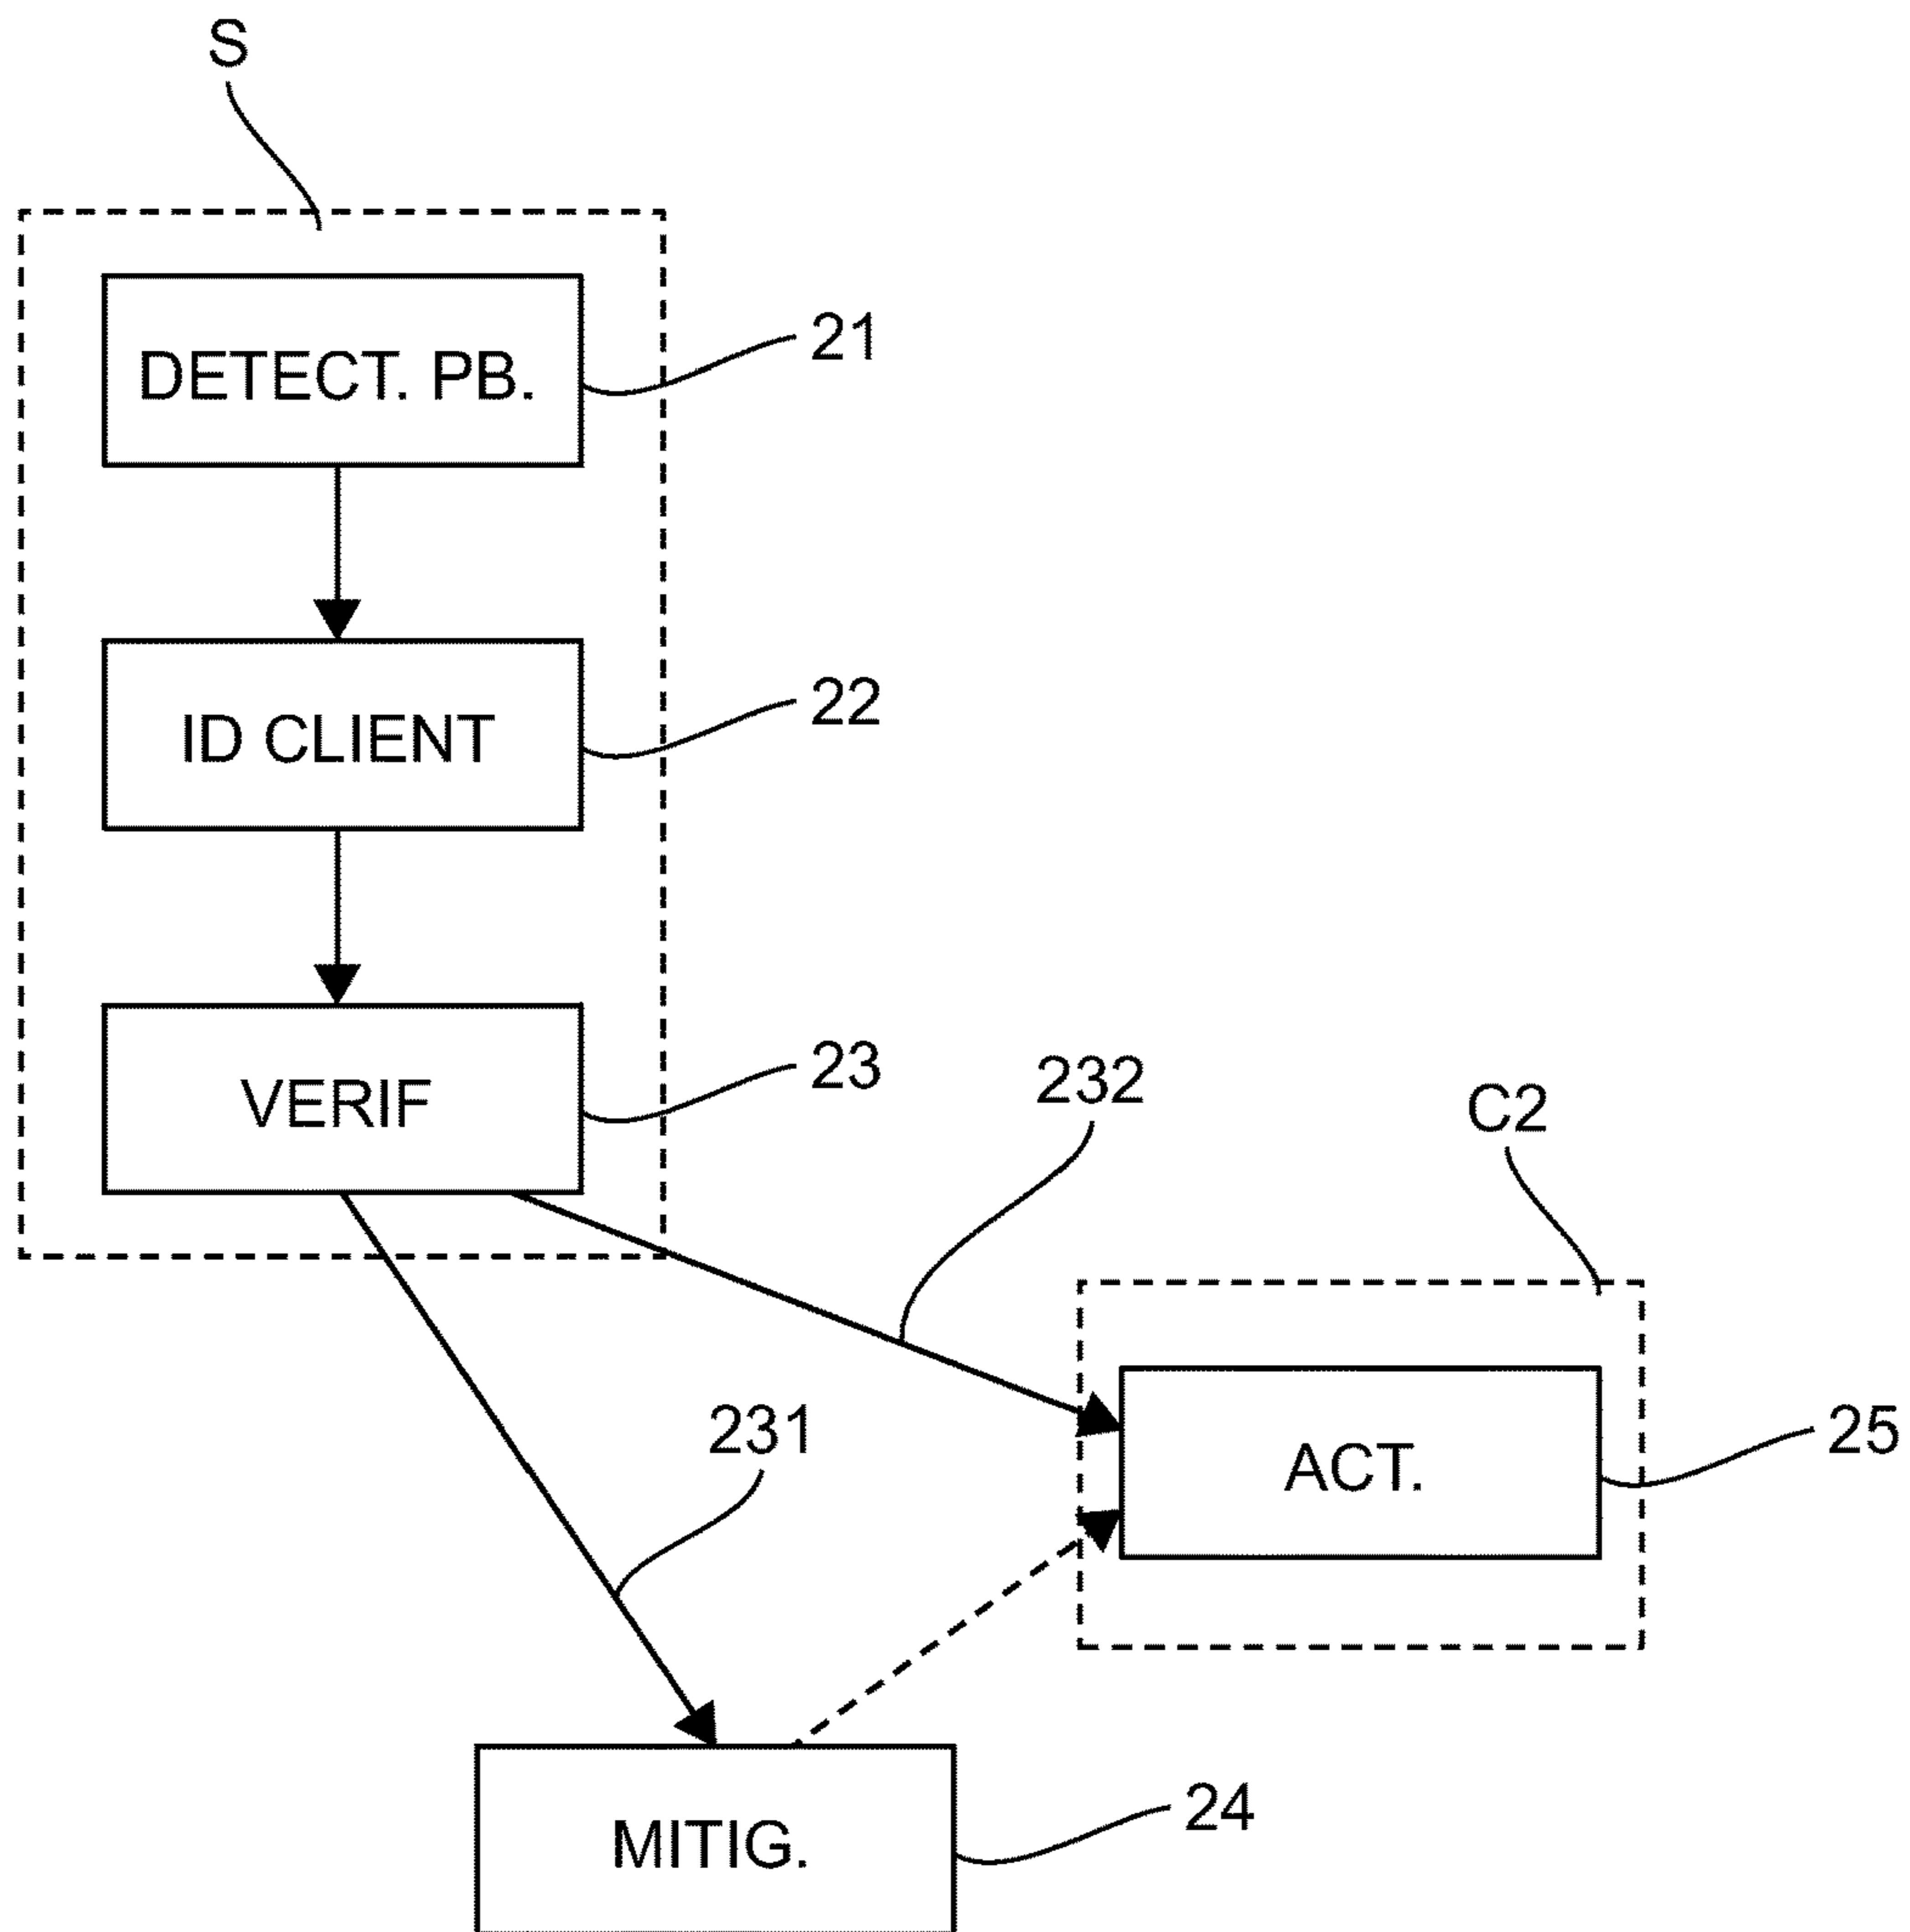 S
DETECT. PB.
21
ID CLIENT
22
VERIF
23
232
C2
231
ACT.
25
MITIG.
24